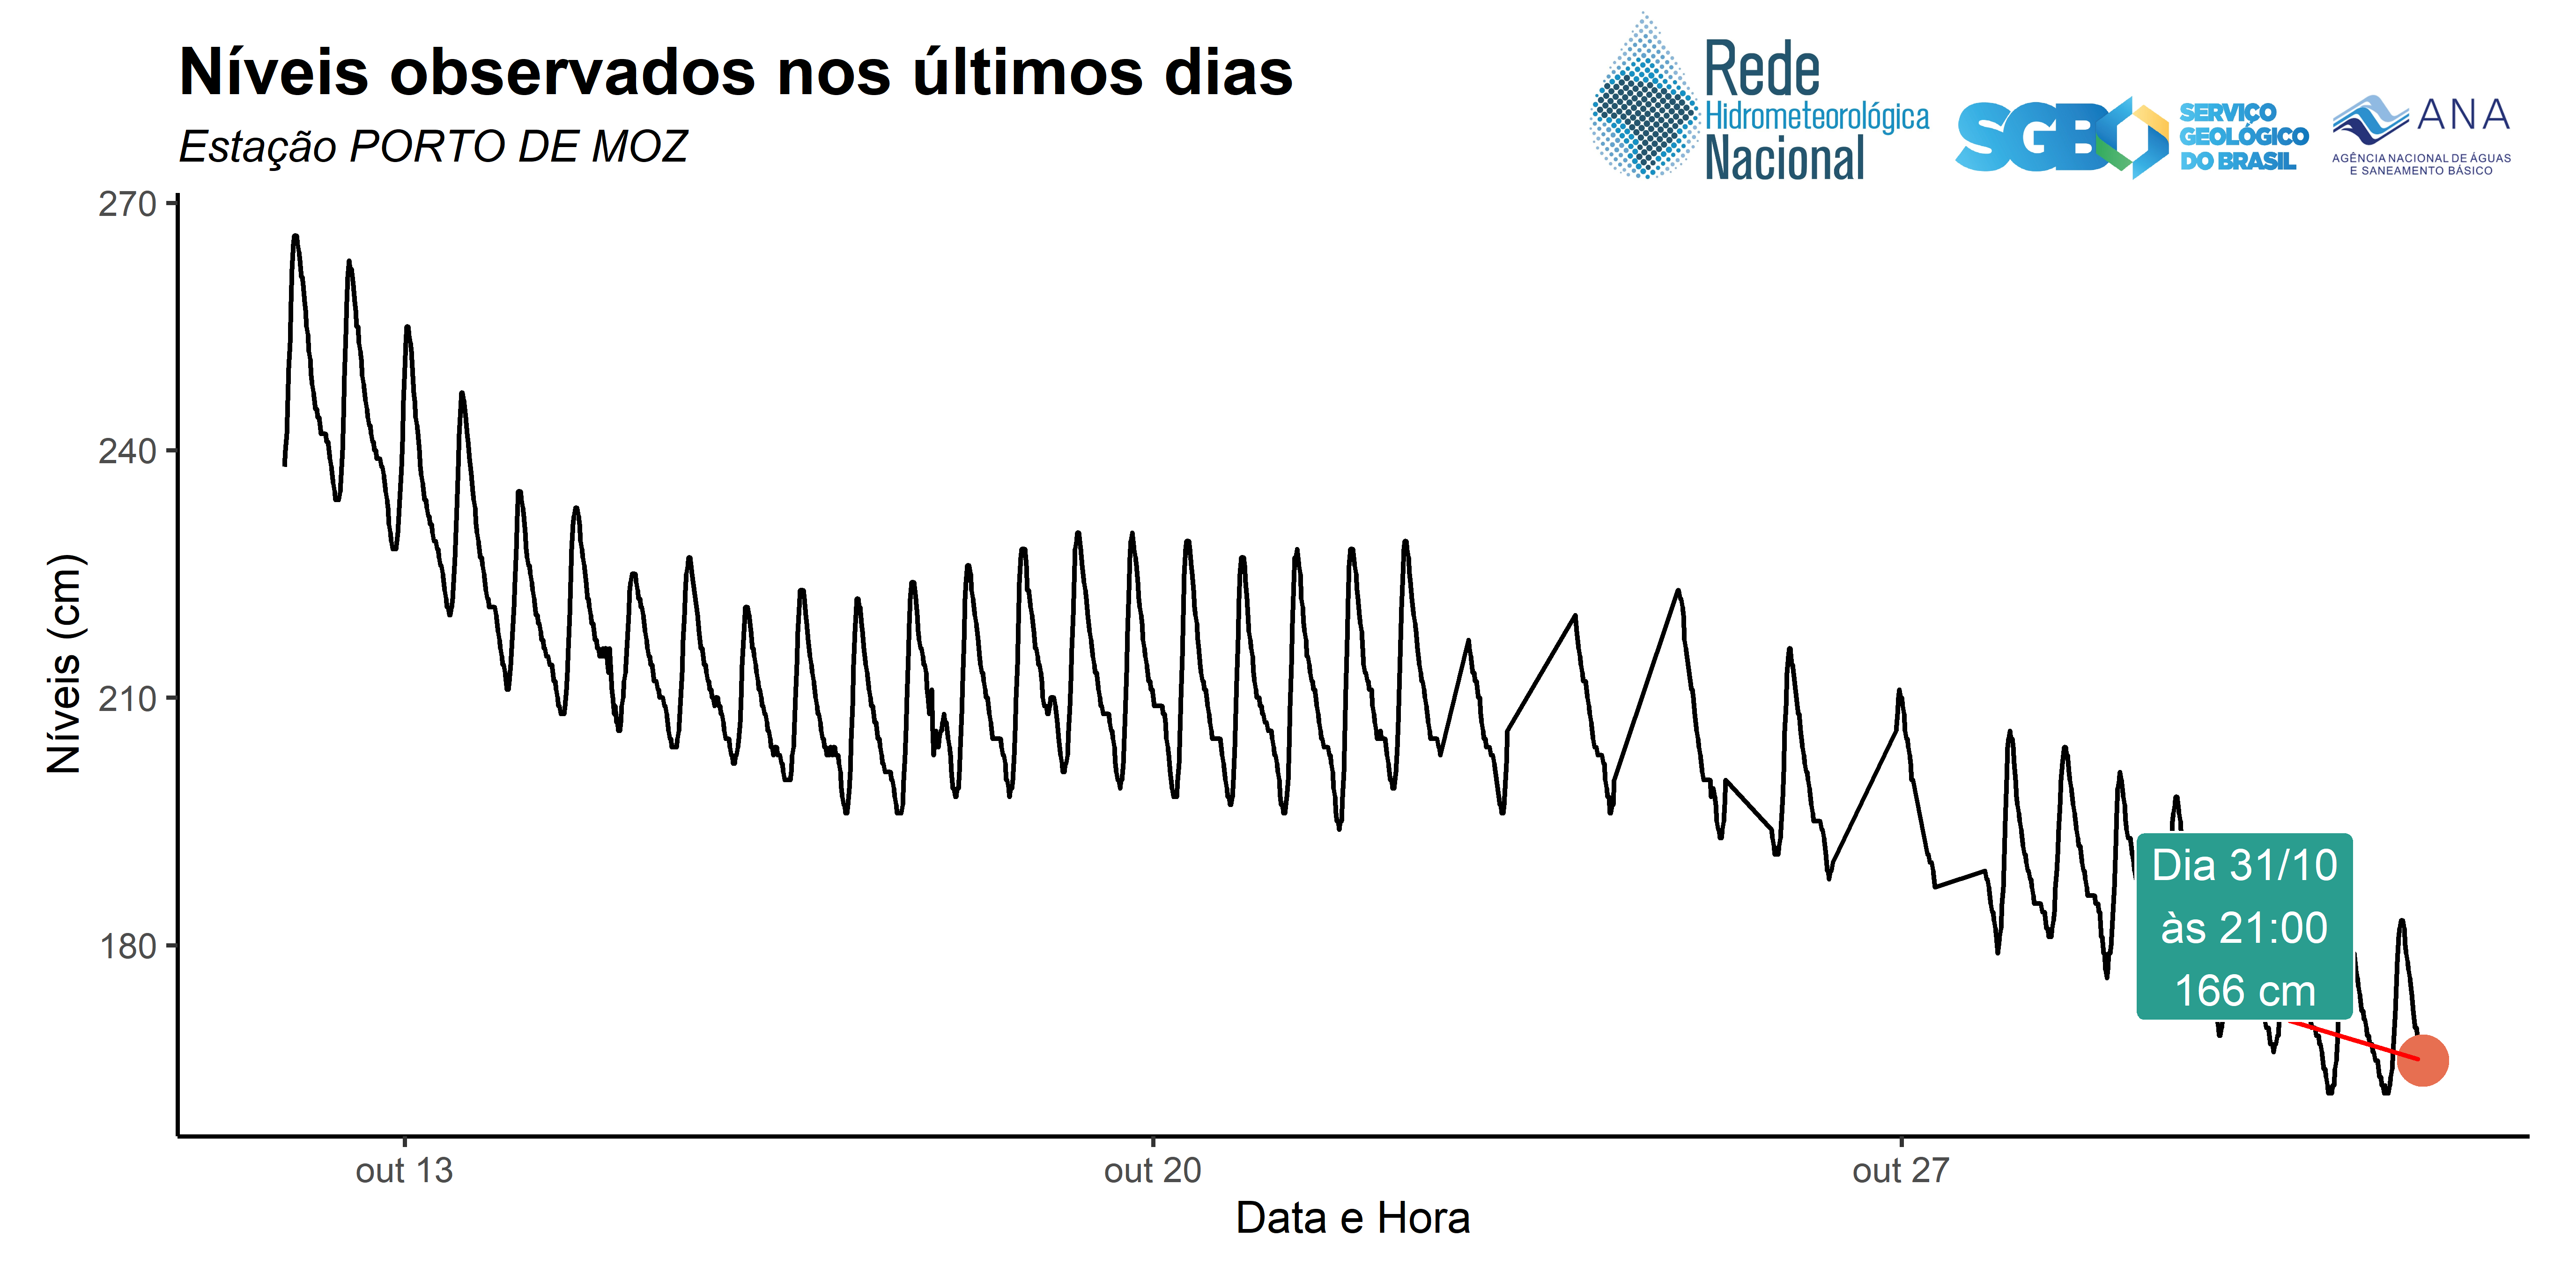 Níveis observados nos últimos dias
Estação PORTO DE MOZ
Rede
Hidrometeorológica
Nacional
SGB
SERVIÇO
GEOLÓGICO
DO BRASIL
ANA
AGÊNCIA NACIONAL DE ÁGUAS
E SANEAMENTO BÁSICO
270
240
210
180
Níveis (cm)
Dia 31/10
às 21:00
166 cm
out 13
out 20
out 27
Data e Hora